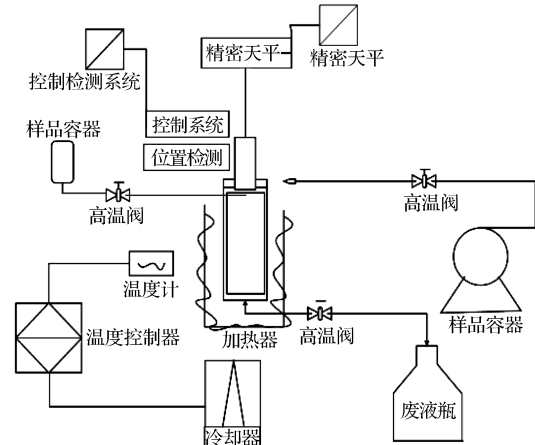 精密天平
精密天平
控制检测系统
控制系统
样品容器
位置检测
高温阀
高温阀
温度计
样品容器
温度控制器
加热器
高温阀
废液瓶
冷却器